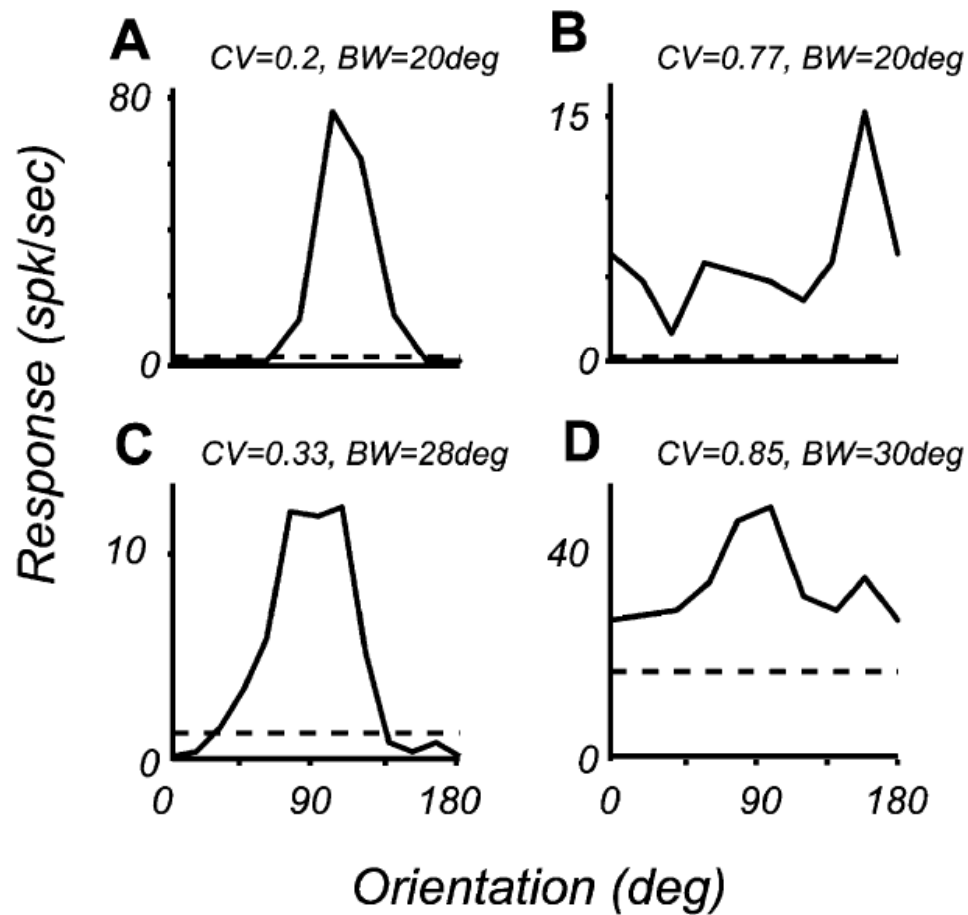 A
CV=0.2, BW=20deg
80
0
B
CV=0.77, BW=20deg
15
0
C
CV=0.33, BW=28deg
10
0
0 90 180
D
CV=0.85, BW=30deg
40
0
0 90 180
Response (spk/sec)
Orientation (deg)